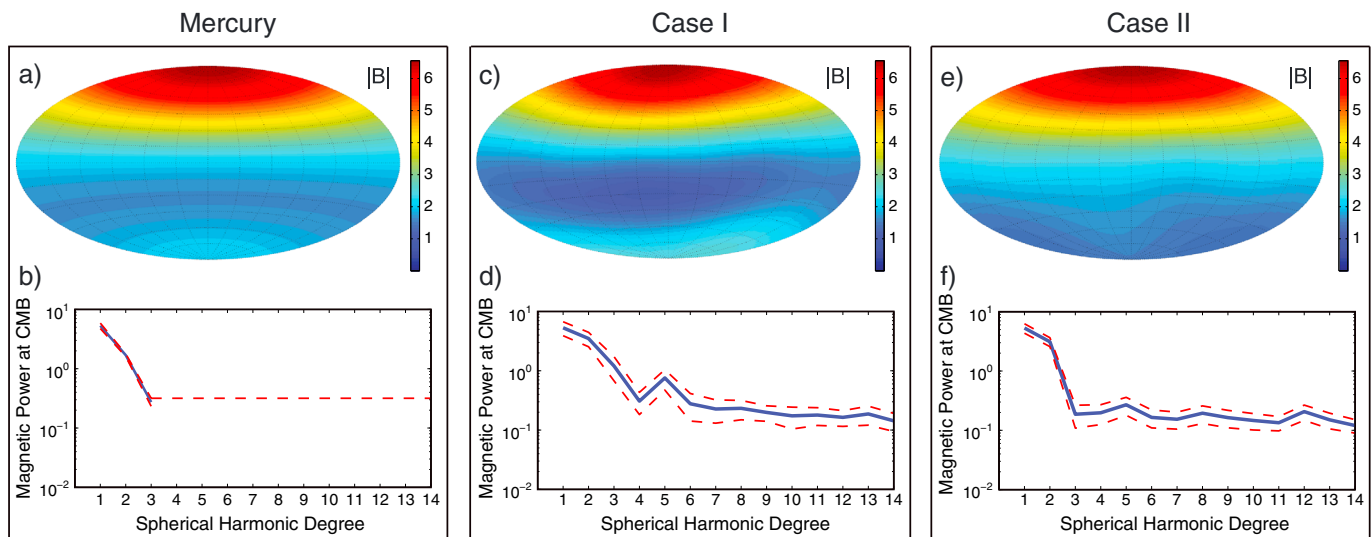 Mercury
Case I
Case II
a)
|B|
6
5
4
3
2
1
c)
|B|
6
5
4
3
2
1
e)
|B|
6
5
4
3
2
1
b)
Magnetic Power at CMB
10^1
10^0
10^-1
10^-2
1 2 3 4 5 6 7 8 9 10 11 12 13 14
Spherical Harmonic Degree
d)
Magnetic Power at CMB
10^1
10^0
10^-1
10^-2
1 2 3 4 5 6 7 8 9 10 11 12 13 14
Spherical Harmonic Degree
f)
Magnetic Power at CMB
10^1
10^0
10^-1
10^-2
1 2 3 4 5 6 7 8 9 10 11 12 13 14
Spherical Harmonic Degree